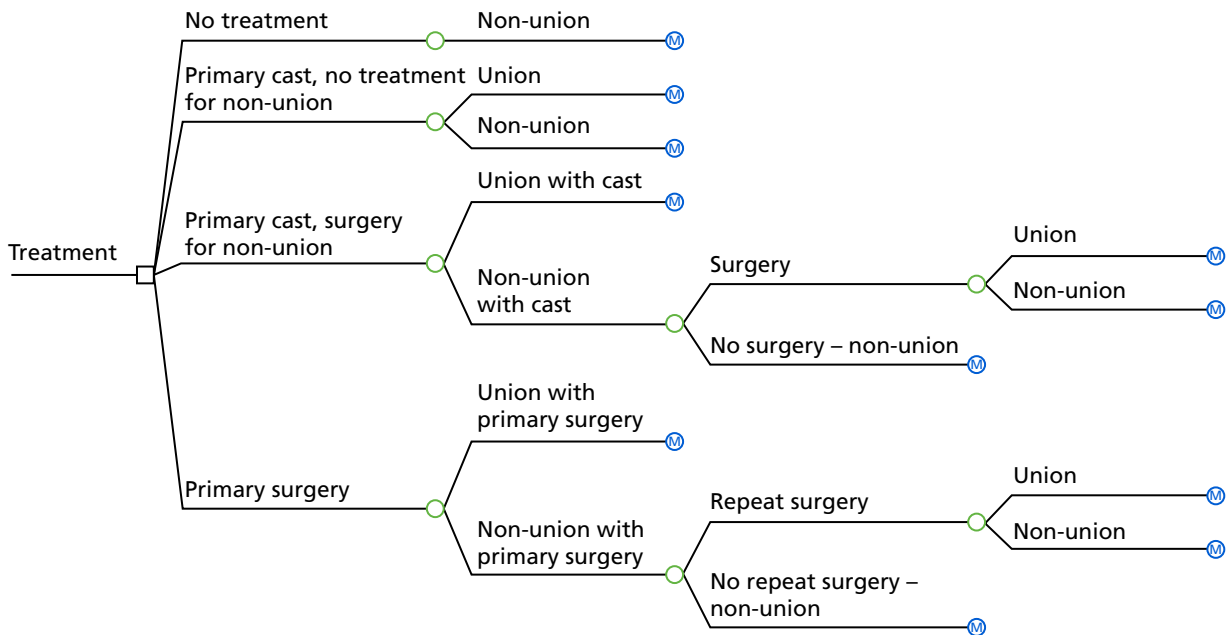 No treatment
Non-union
M
Primary cast, no treatment
for non-union
Union
M
Non-union
M
Union with cast
M
Primary cast, surgery
for non-union
Treatment
Non-union
with cast
Surgery
Union
M
Non-union
M
No surgery – non-union
M
Union with
primary surgery
M
Primary surgery
Non-union with
primary surgery
Repeat surgery
Union
M
Non-union
M
No repeat surgery –
non-union
M